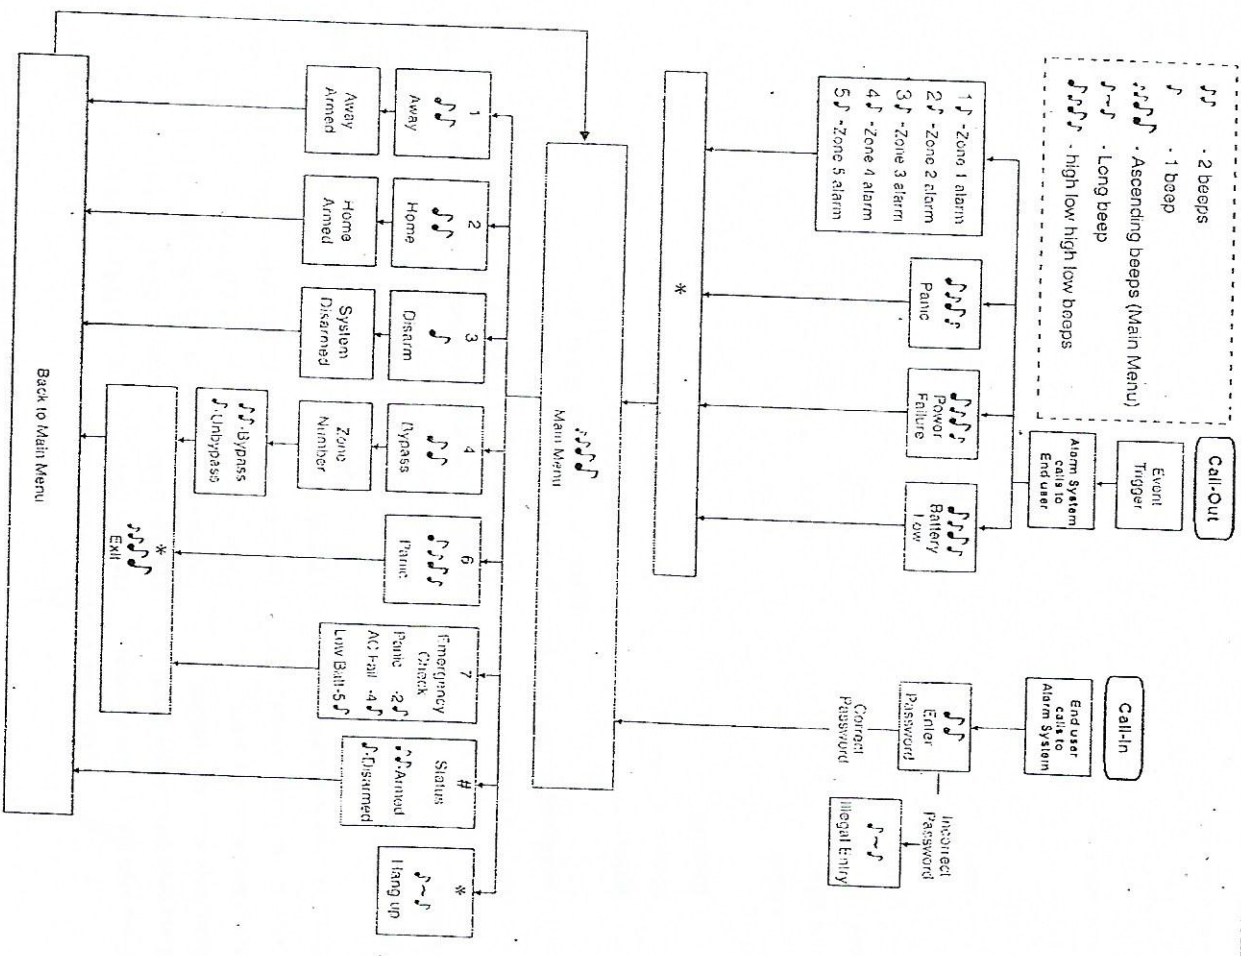 ♪♪ - 2 beeps
♪ - 1 beep
♪♪♪♪ - Ascending beeps (Main Menu)
♪~♪ - Long beep
♪♪♪♪ - high low high low beeps
Call-Out
Event
Trigger
Alarm System
calls to
End user
1♪ -Zone 1 alarm
2♪ -Zone 2 alarm
3♪ -Zone 3 alarm
4♪ -Zone 4 alarm
5♪ -Zone 5 alarm
♪♪♪♪
Panic
♪♪♪♪
Power
Failure
♪♪♪♪
Battery
Low
*
Call-In
End user
calls to
Alarm System
♪♪
Enter
Password
Incorrect
Password
♪~♪
Illegal Entry
Correct
Password
♪♪♪♪
Main Menu
1
♪♪
Away
Away
Armed
2
♪♪
Home
Home
Armed
3
♪
Disarm
System
Disarmed
4
♪♪
Bypass
Zone
Number
♪♪-Bypass
♪-Unbypass
6
♪♪♪♪
Panic
7
Emergency
Check
Panic -2♪
AC Fail -4♪
Low Batt-5♪
#
Status
♪♪-Armed
♪-Disarmed
*
♪~♪
Hang up
*
♪♪♪♪
Exit
Back to Main Menu